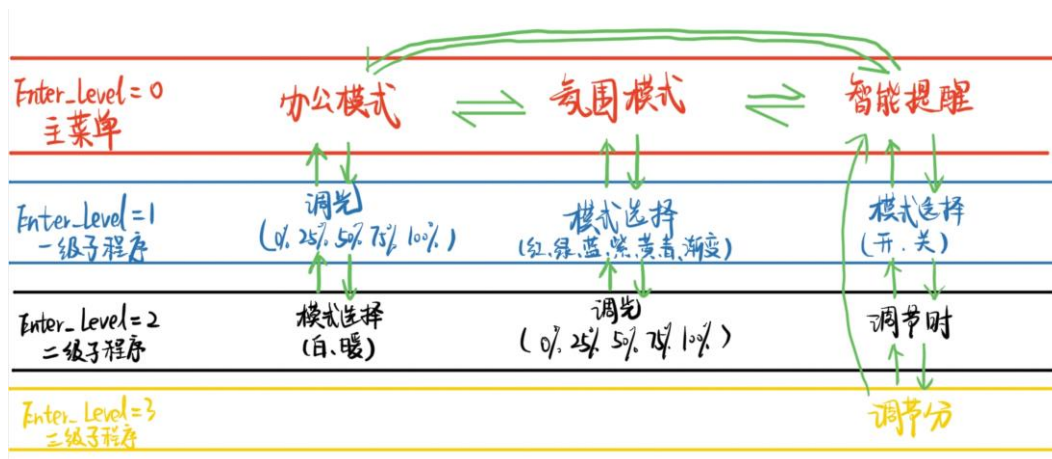 Enter_Level=0
主菜单
办公模式
氛围模式
智能提醒
Enter_Level=1
一级子程序
调光
(0%. 25%. 50%. 75%. 100%.)
模式选择
(红.绿.蓝.紫.黄.青.渐变)
模式选择
(开.关)
Enter_Level=2
二级子程序
模式选择
(白.暖)
调光
(0%. 25%. 50%. 75%. 100%.)
调节时
Enter_Level=3
三级子程序
调节分